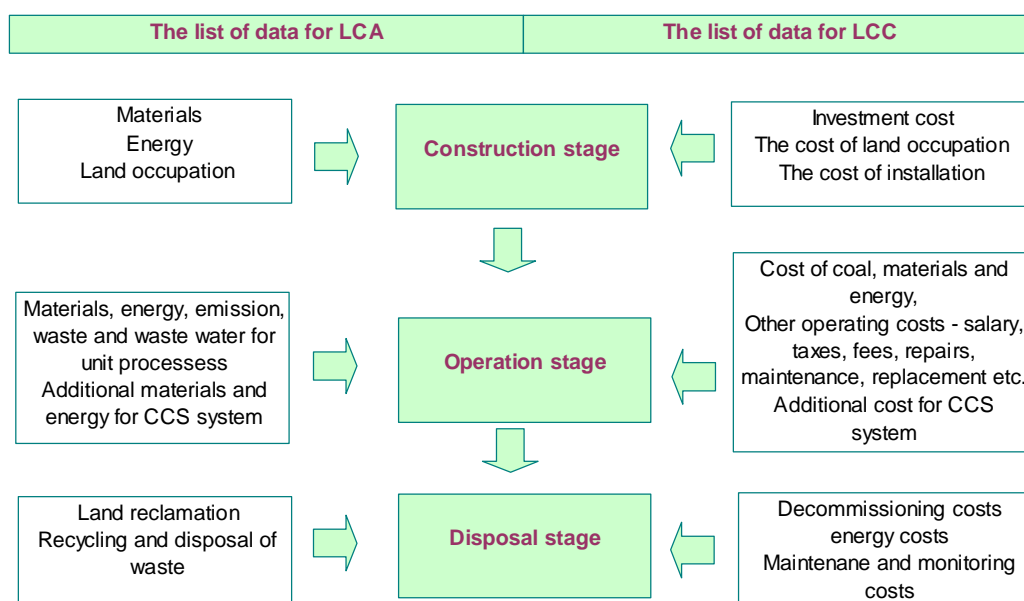 The list of data for LCA
The list of data for LCC
Materials
Energy
Land occupation
Construction stage
Investment cost
The cost of land occupation
The cost of installation
Materials, energy, emission,
waste and waste water for
unit processess
Additional materials and
energy for CCS system
Operation stage
Cost of coal, materials and
energy,
Other operating costs - salary,
taxes, fees, repairs,
maintenance, replacement etc.
Additional cost for CCS
system
Land reclamation
Recycling and disposal of
waste
Disposal stage
Decommissioning costs
energy costs
Maintenane and monitoring
costs